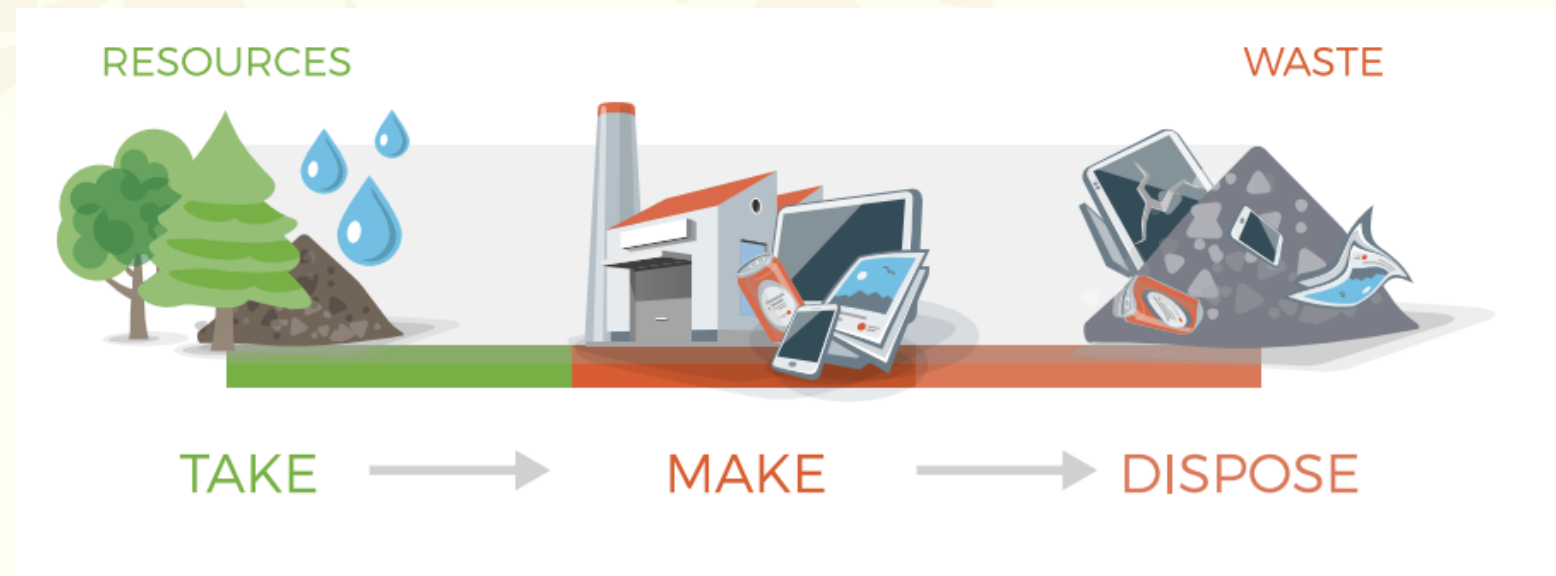 RESOURCES
WASTE
TAKE
MAKE
DISPOSE